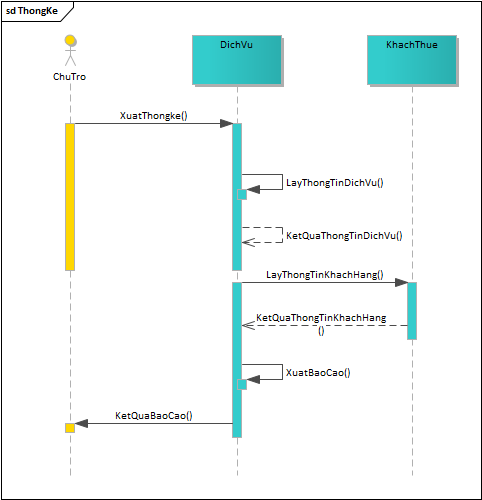 sd ThongKe
DichVu
KhachThue
ChuTro
XuatThongke()
LayThongTinDichVu()
KetQuaThongTinDichVu()
LayThongTinKhachHang()
KetQuaThongTinKhachHang
()
XuatBaoCao()
KetQuaBaoCao()